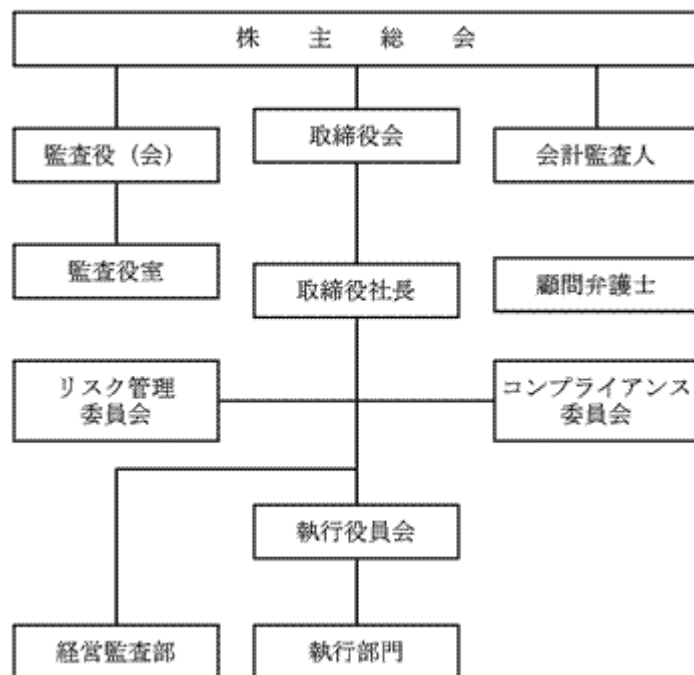 株主総会
監査役（会）
取締役会
会計監査人
監査役室
取締役社長
顧問弁護士
リスク管理
委員会
コンプライアンス
委員会
執行役員会
経営監査部
執行部門